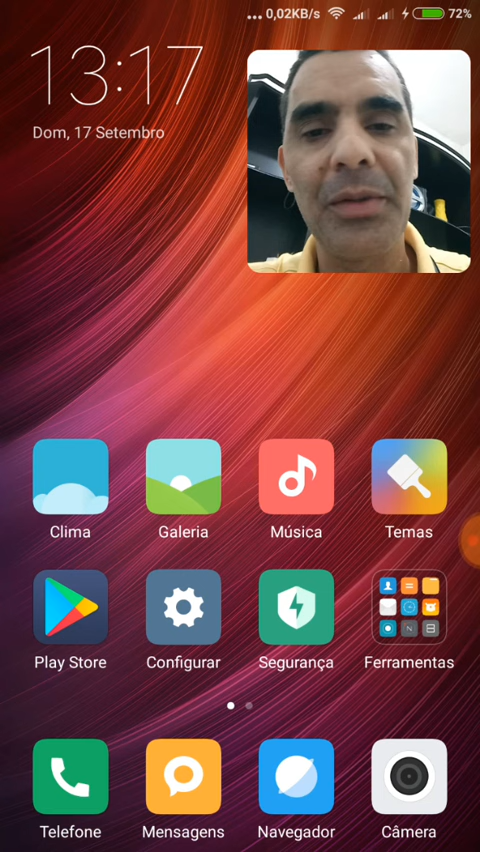 0,02KB/s
72%
13:17
Dom, 17 Setembro
Clima
Galeria
Música
Temas
Play Store
Configurar
Segurança
Ferramentas
Telefone
Mensagens
Navegador
Câmera